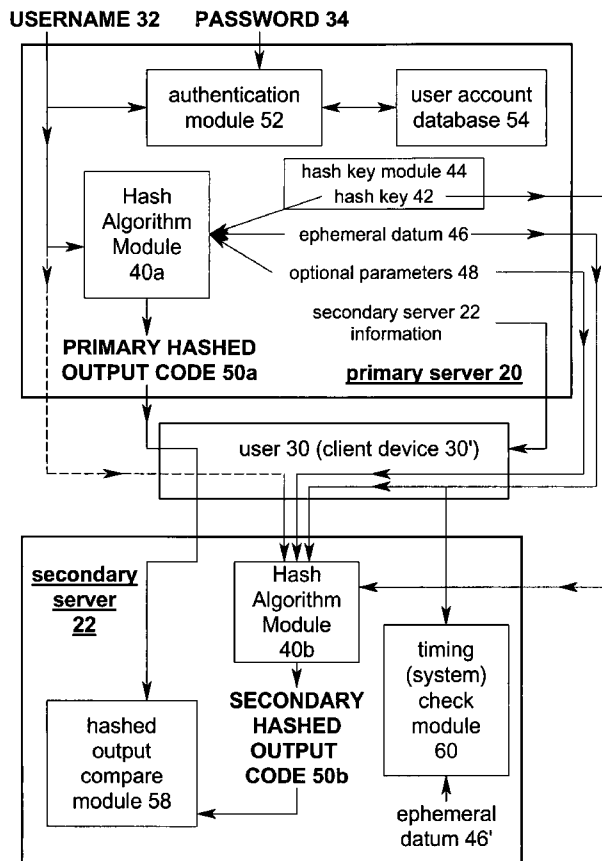 USERNAME 32
PASSWORD 34
authentication
module 52
user account
database 54
hash key module 44
hash key 42
Hash
Algorithm
Module
40a
ephemeral datum 46
optional parameters 48
secondary server 22
information
PRIMARY HASHED
OUTPUT CODE 50a
primary server 20
user 30 (client device 30')
secondary
server
22
Hash
Algorithm
Module
40b
timing
(system)
check
module
60
SECONDARY
HASHED
OUTPUT
CODE 50b
hashed
output
compare
module 58
ephemeral
datum 46'